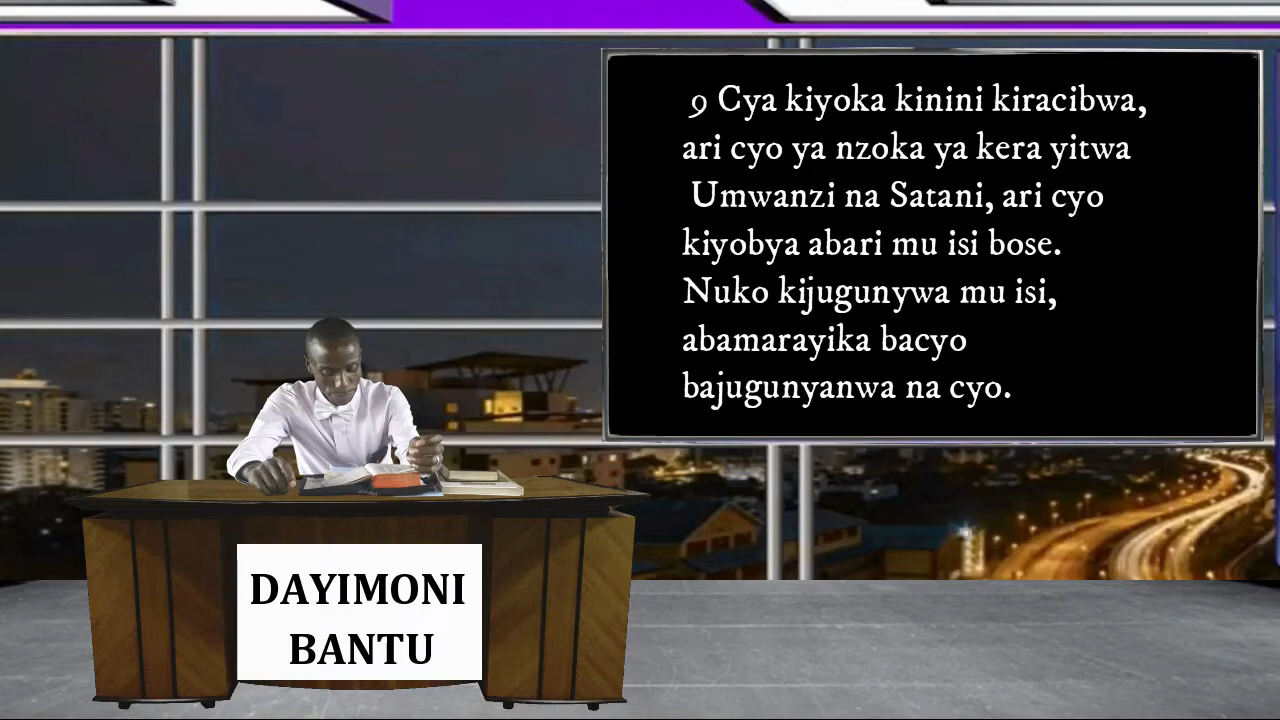 9 Cya kiyoka kinini kiracibwa,
ari cyo ya nzoka ya kera yitwa
Umwanzi na Satani, ari cyo
kiyobya abari mu isi bose.
Nuko kijugunywa mu isi,
abamarayika bacyo
bajugunyanwa na cyo.
DAYIMONI
BANTU